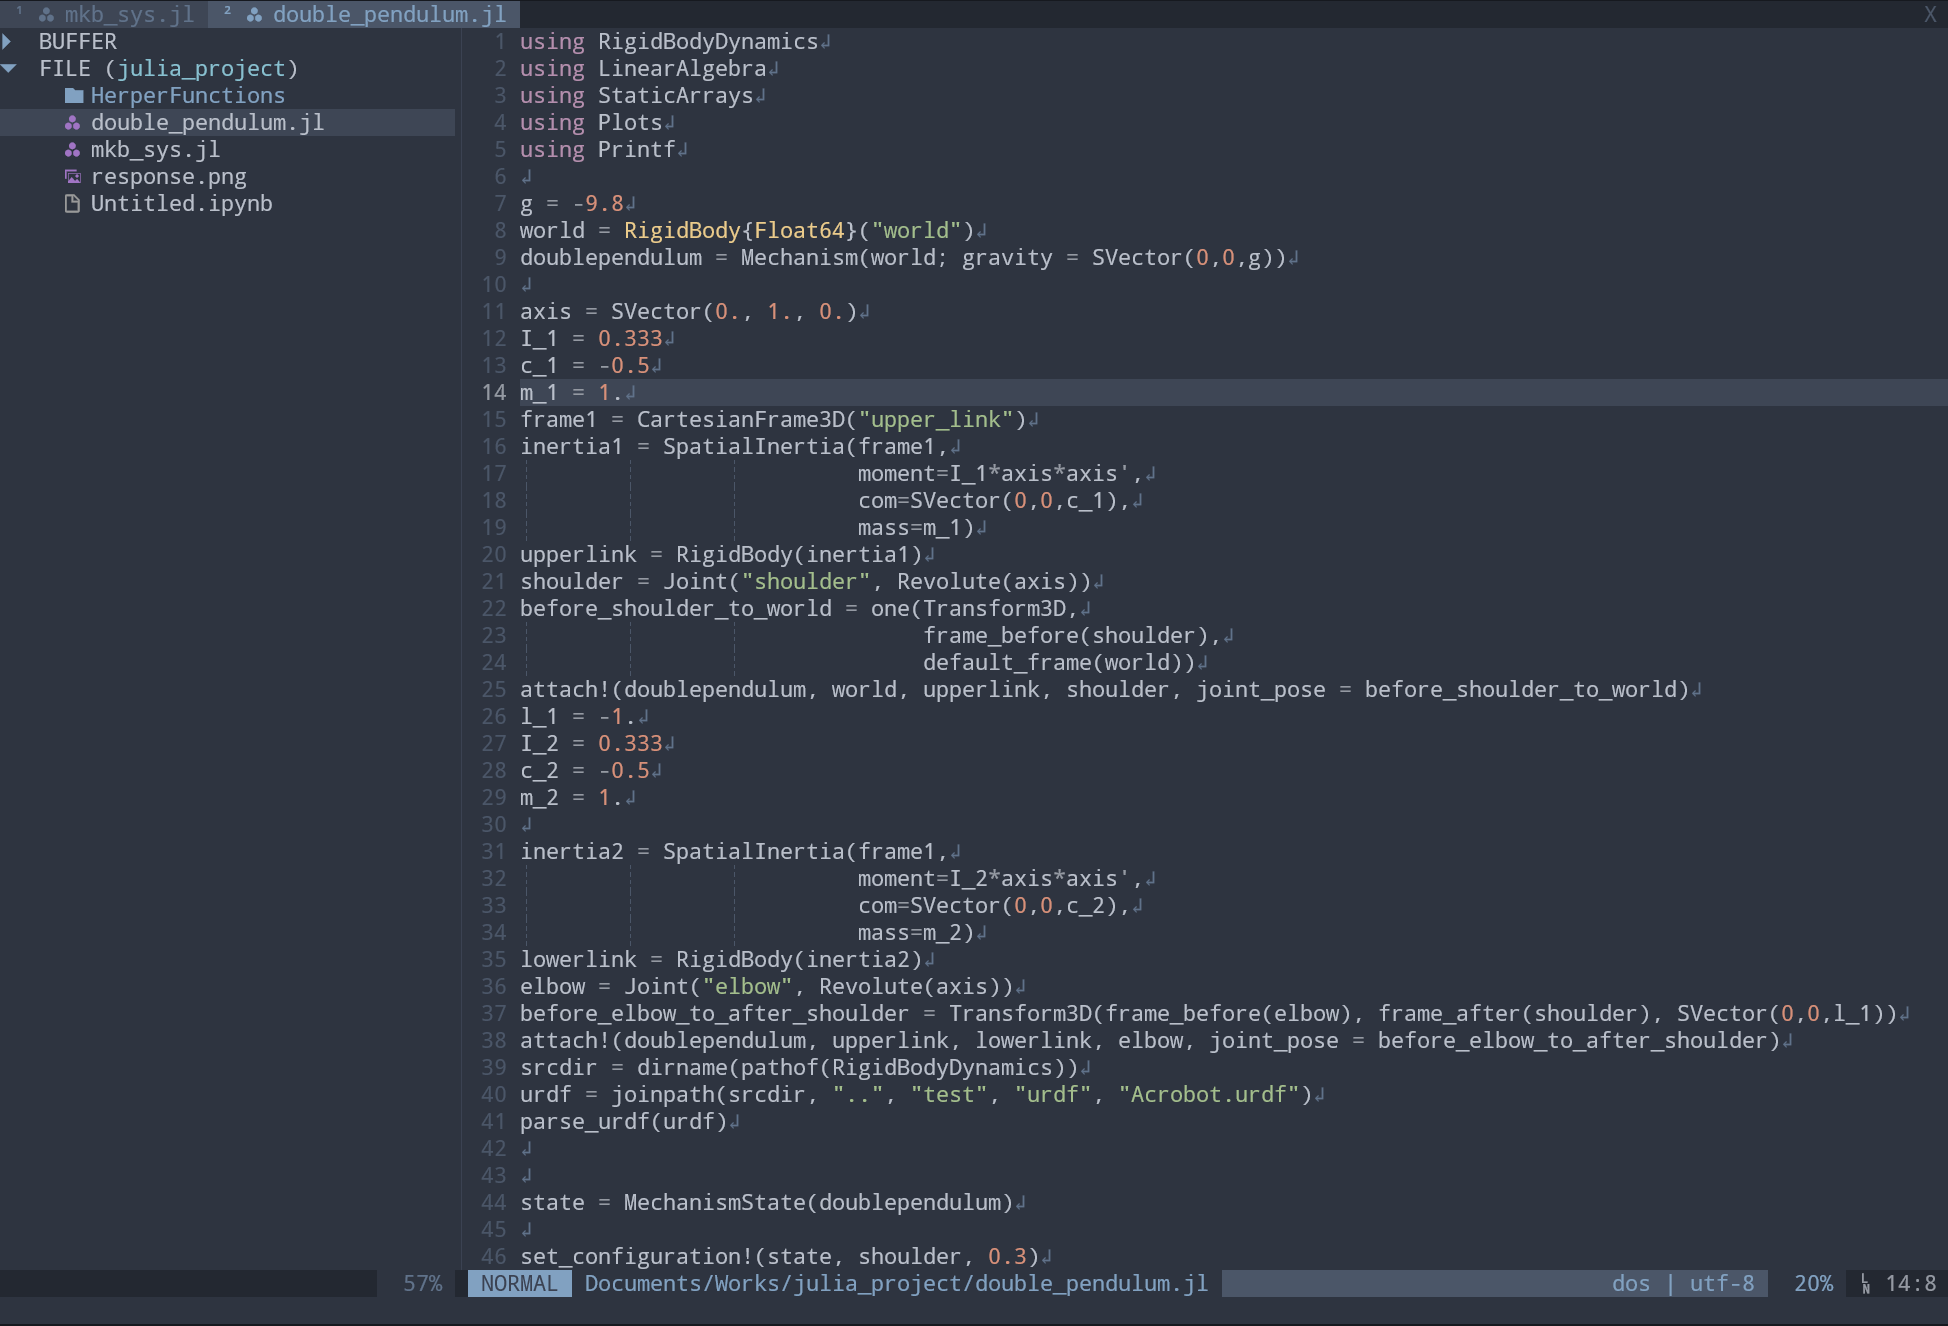 1 mkb_sys.jl 2 double_pendulum.jl X
BUFFER
FILE (julia_project)
HerperFunctions
double_pendulum.jl
mkb_sys.jl
response.png
Untitled.ipynb
1 using RigidBodyDynamics
2 using LinearAlgebra
3 using StaticArrays
4 using Plots
5 using Printf
6
7 g = -9.8
8 world = RigidBody{Float64}("world")
9 doublependulum = Mechanism(world; gravity = SVector(0,0,g))
10
11 axis = SVector(0., 1., 0.)
12 I_1 = 0.333
13 c_1 = -0.5
14 m_1 = 1.
15 frame1 = CartesianFrame3D("upper_link")
16 inertia1 = SpatialInertia(frame1,
17 moment=I_1*axis*axis',
18 com=SVector(0,0,c_1),
19 mass=m_1)
20 upperlink = RigidBody(inertia1)
21 shoulder = Joint("shoulder", Revolute(axis))
22 before_shoulder_to_world = one(Transform3D,
23 frame_before(shoulder),
24 default_frame(world))
25 attach!(doublependulum, world, upperlink, shoulder, joint_pose = before_shoulder_to_world)
26 l_1 = -1.
27 I_2 = 0.333
28 c_2 = -0.5
29 m_2 = 1.
30
31 inertia2 = SpatialInertia(frame1,
32 moment=I_2*axis*axis',
33 com=SVector(0,0,c_2),
34 mass=m_2)
35 lowerlink = RigidBody(inertia2)
36 elbow = Joint("elbow", Revolute(axis))
37 before_elbow_to_after_shoulder = Transform3D(frame_before(elbow), frame_after(shoulder), SVector(0,0,l_1))
38 attach!(doublependulum, upperlink, lowerlink, elbow, joint_pose = before_elbow_to_after_shoulder)
39 srcdir = dirname(pathof(RigidBodyDynamics))
40 urdf = joinpath(srcdir, "..", "test", "urdf", "Acrobot.urdf")
41 parse_urdf(urdf)
42
43
44 state = MechanismState(doublependulum)
45
46 set_configuration!(state, shoulder, 0.3)
57% NORMAL Documents/Works/julia_project/double_pendulum.jl dos | utf-8 20% LN 14:8